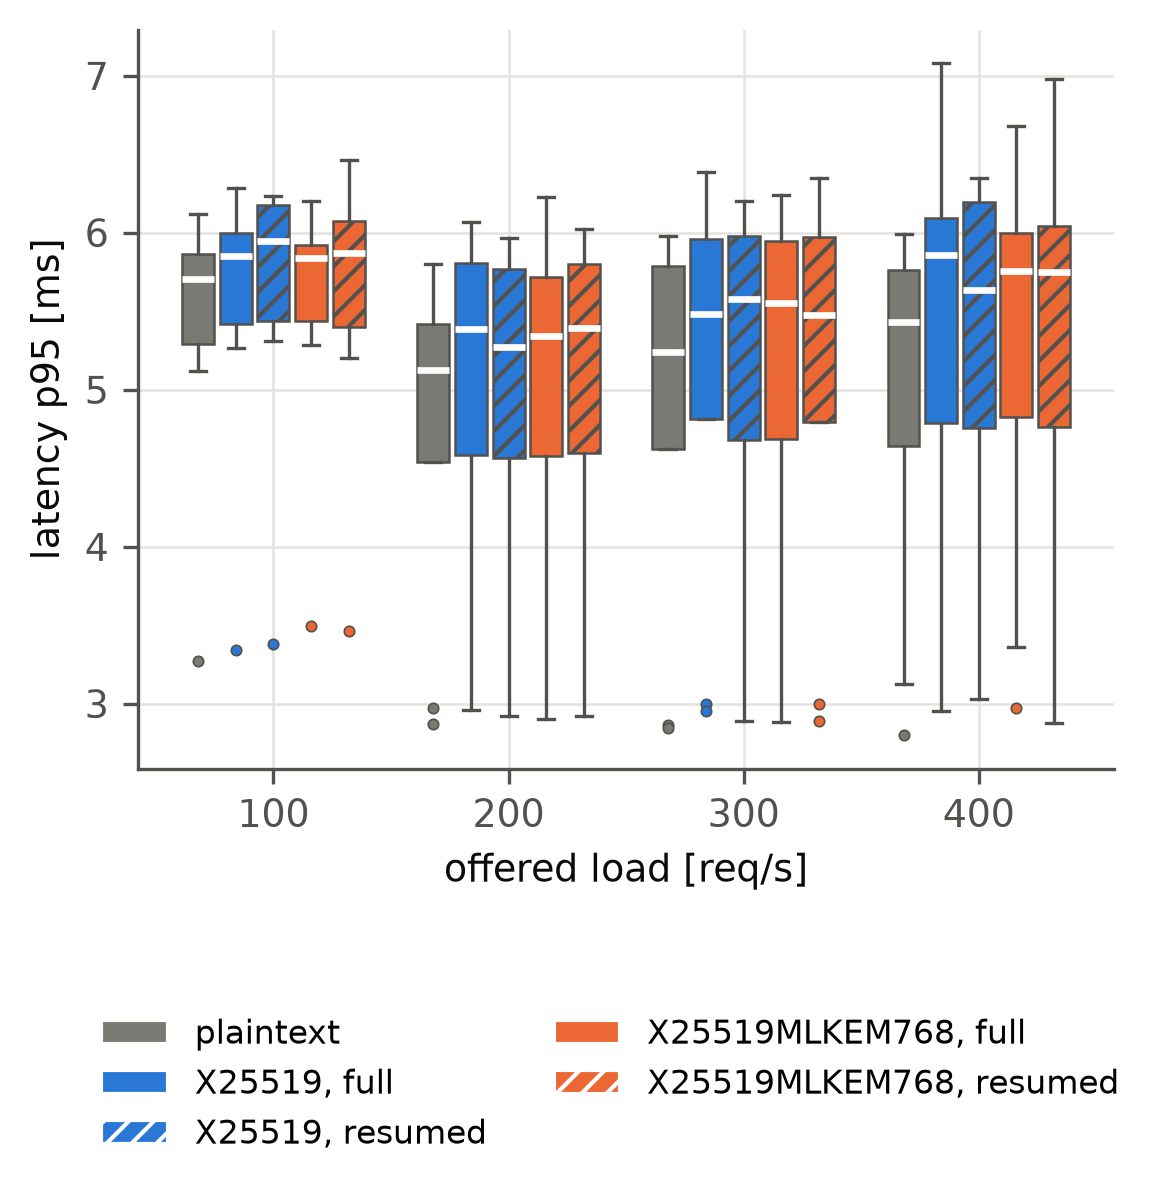 7
6
5
4
3
latency p95 [ms]
100 200 300 400
offered load [req/s]
plaintext
X25519, full
X25519, resumed
X25519MLKEM768, full
X25519MLKEM768, resumed